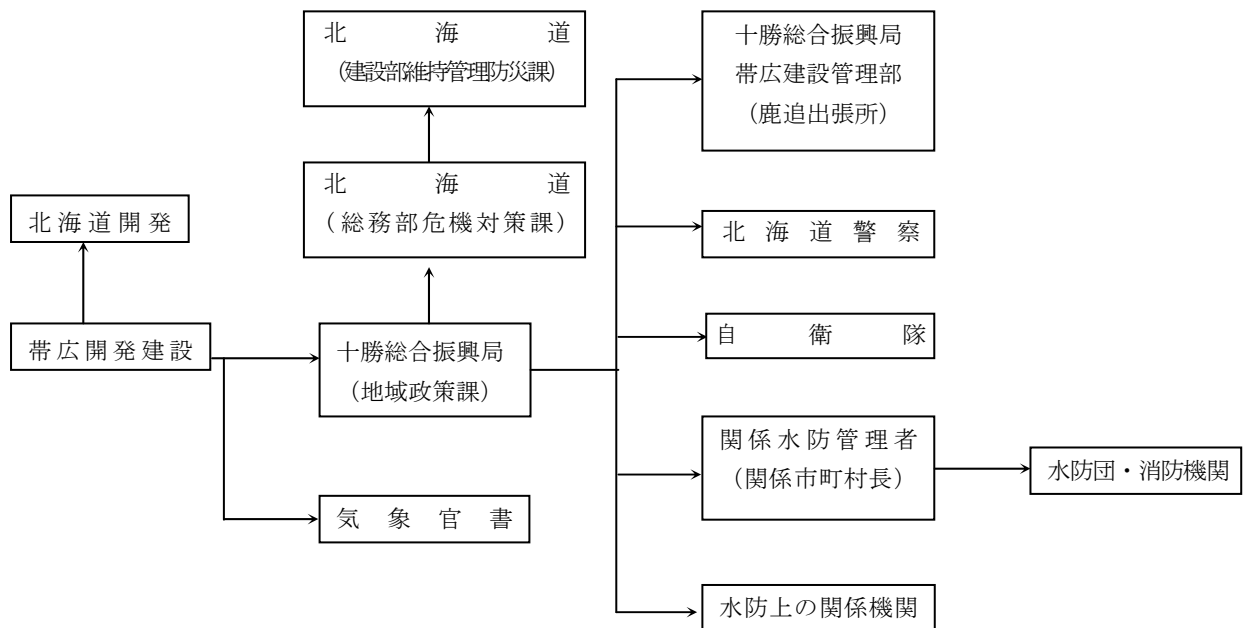 北海道
(建設部維持管理防災課)
十勝総合振興局
帯広建設管理部
(鹿追出張所)
北海道
(総務部危機対策課)
北海道開発
北海道警察
帯広開発建設
十勝総合振興局
(地域政策課)
自衛隊
関係水防管理者
(関係市町村長)
水防団・消防機関
気象官書
水防上の関係機関